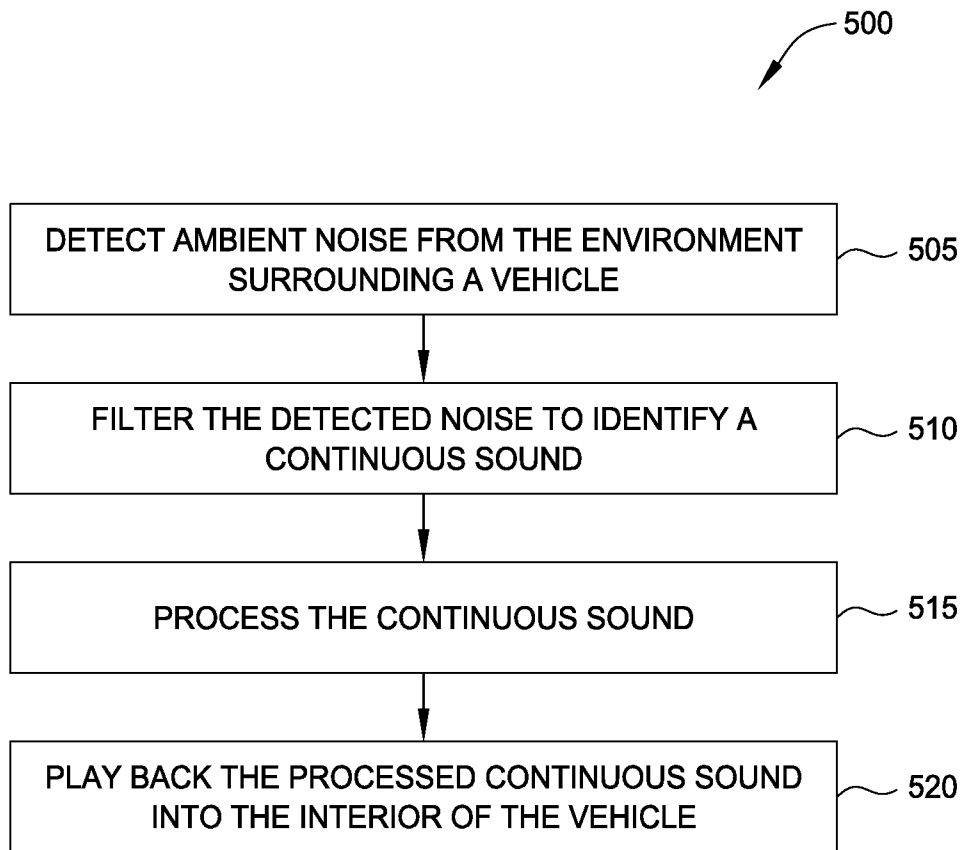 500
DETECT AMBIENT NOISE FROM THE ENVIRONMENT
SURROUNDING A VEHICLE
505
FILTER THE DETECTED NOISE TO IDENTIFY A
CONTINUOUS SOUND
510
PROCESS THE CONTINUOUS SOUND
515
PLAY BACK THE PROCESSED CONTINUOUS SOUND
INTO THE INTERIOR OF THE VEHICLE
520